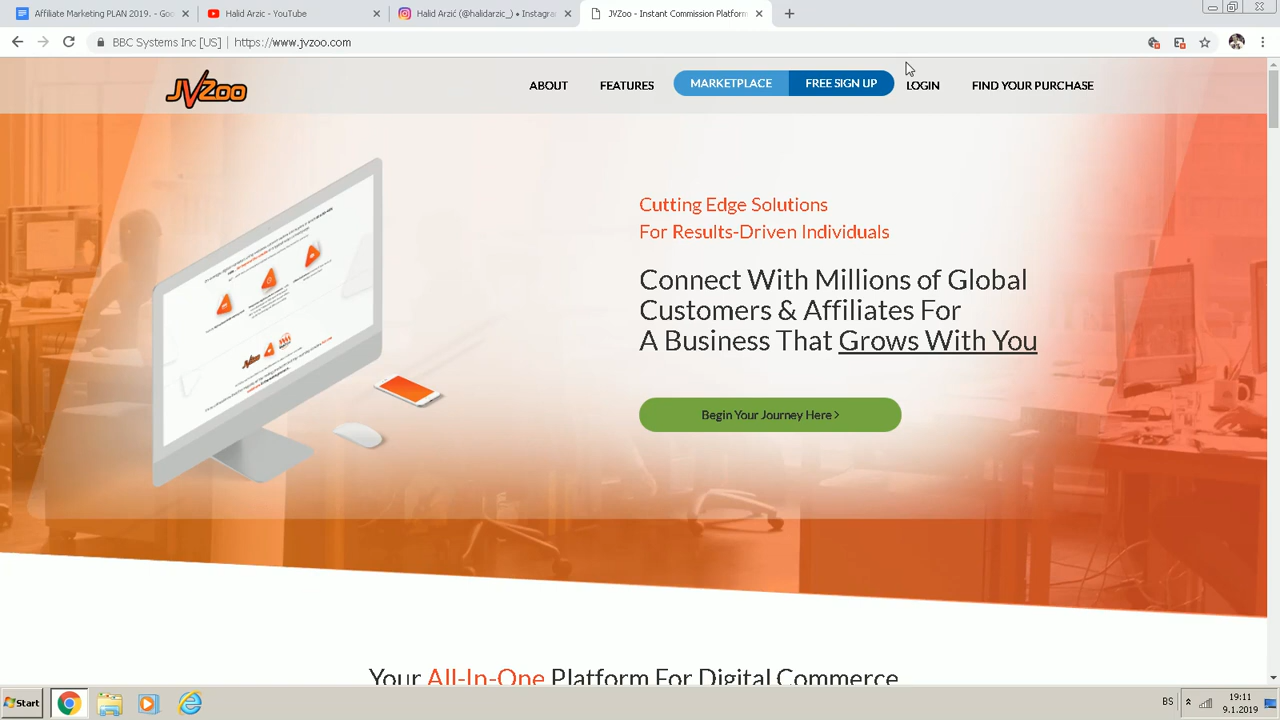 Affiliate Marketing PLAN 2019. - Goo
Halid Arzic - YouTube
Halid Arzić (@halidarzic_) • Instagra
JVZoo - Instant Commission Platform
BBC Systems Inc [US] | https://www.jvzoo.com
JVZoo
ABOUT
FEATURES
MARKETPLACE
FREE SIGN UP
LOGIN
FIND YOUR PURCHASE
Cutting Edge Solutions
For Results-Driven Individuals
Connect With Millions of Global
Customers & Affiliates For
A Business That Grows With You
Begin Your Journey Here >
Your All-In-One Platform For Digital Commerce
Start
BS
19:11
9.1.2019